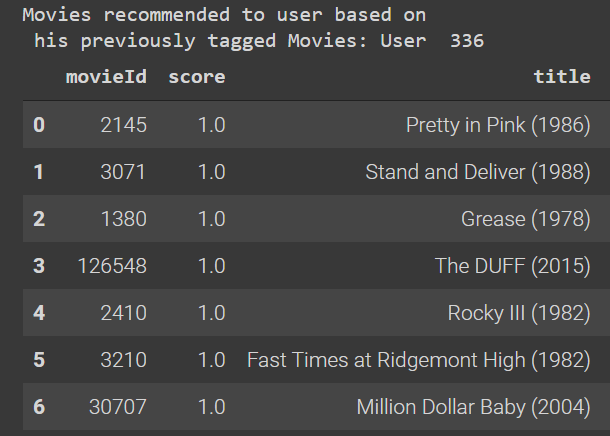 Movies recommended to user based on
his previously tagged Movies: User  336
movieId score title
0 2145 1.0 Pretty in Pink (1986)
1 3071 1.0 Stand and Deliver (1988)
2 1380 1.0 Grease (1978)
3 126548 1.0 The DUFF (2015)
4 2410 1.0 Rocky III (1982)
5 3210 1.0 Fast Times at Ridgemont High (1982)
6 30707 1.0 Million Dollar Baby (2004)